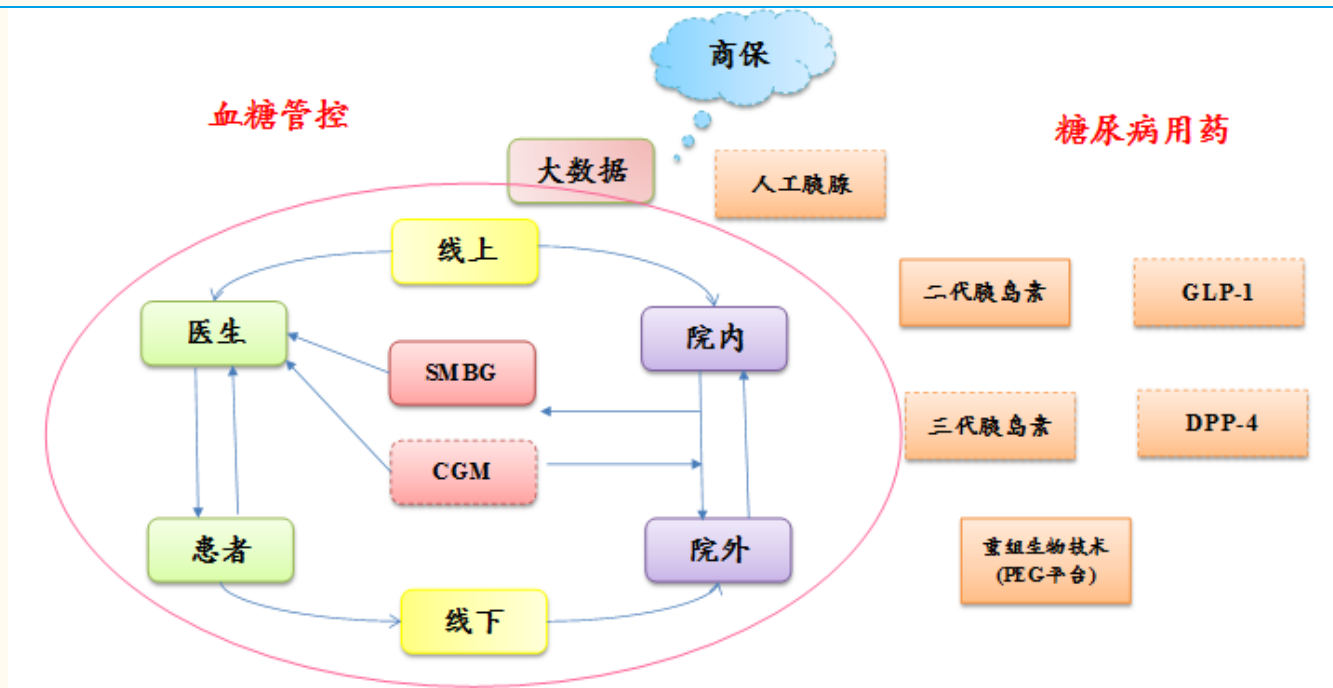 商保
血糖管控
糖尿病用药
大数据
人工胰腺
线上
二代胰岛素
GLP-1
医生
院内
SMBG
三代胰岛素
DPP-4
CGM
患者
院外
重组生物技术
(PEG平台)
线下